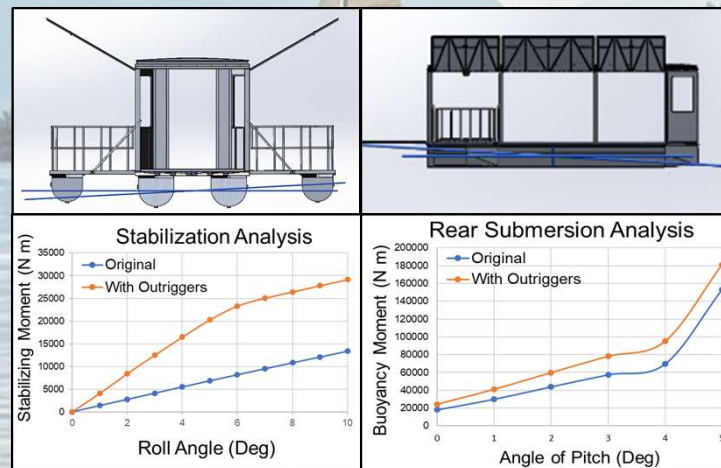 Stabilization Analysis
Original
With Outriggers
Stabilizing Moment (N m)
35000
30000
25000
20000
15000
10000
5000
0
0 2 4 6 8 10
Roll Angle (Deg)
Rear Submersion Analysis
Original
With Outriggers
Buoyancy Moment (N m)
200000
180000
160000
140000
120000
100000
80000
60000
40000
20000
0
0 1 2 3 4 5
Angle of Pitch (Deg)